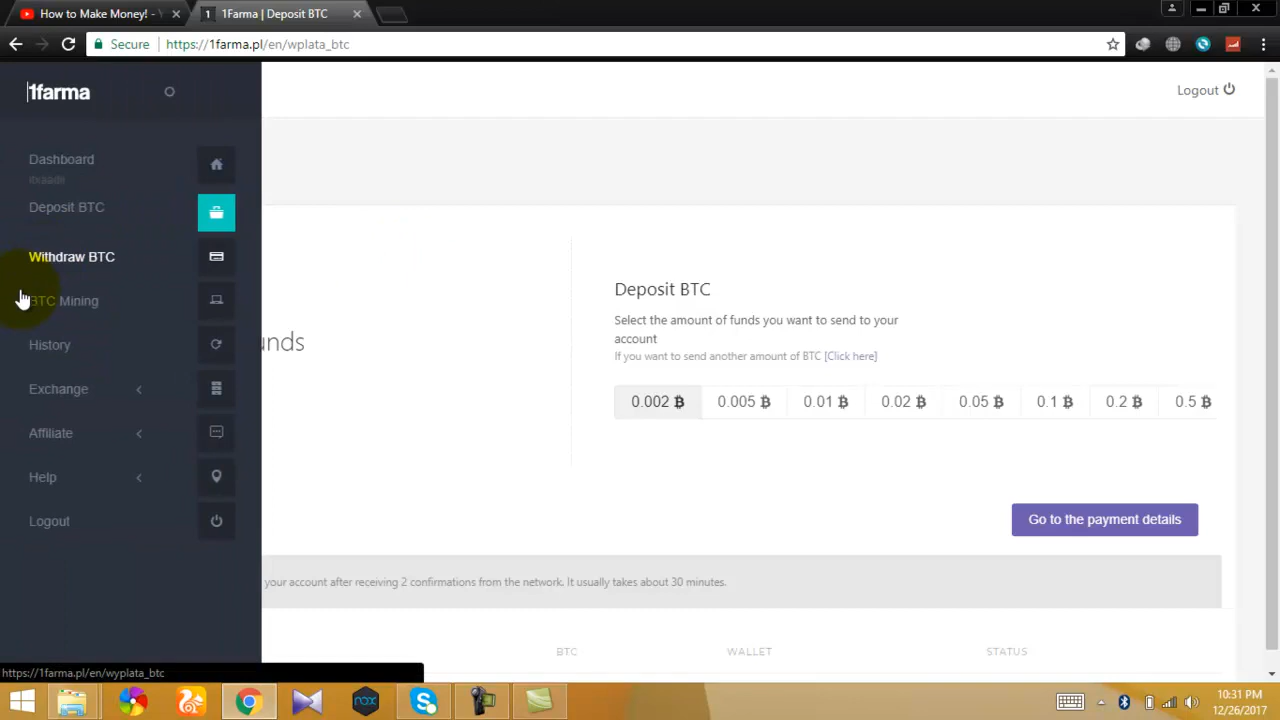 How to Make Money! - Y
1Farma | Deposit BTC
Secure
https://1farma.pl/en/wplata_btc
1farma
Logout
Dashboard
Deposit BTC
Withdraw BTC
BTC Mining
History
Exchange
Affiliate
Help
Logout
unds
Deposit BTC
Select the amount of funds you want to send to your
account
If you want to send another amount of BTC [Click here]
0.002 ₿ 0.005 ₿ 0.01 ₿ 0.02 ₿ 0.05 ₿ 0.1 ₿ 0.2 ₿ 0.5 ₿
Go to the payment details
your account after receiving 2 confirmations from the network. It usually takes about 30 minutes.
BTC WALLET STATUS
https://1farma.pl/en/wyplata_btc
nox
10:31 PM
12/26/2017